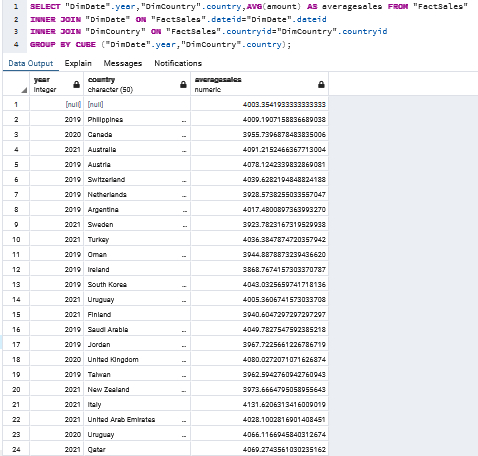 1 SELECT "DimDate".year,"DimCountry".country,AVG(amount) AS averagesales FROM "FactSales"
2 INNER JOIN "DimDate" ON "FactSales".dateid="DimDate".dateid
3 INNER JOIN "DimCountry" ON "FactSales".countryid="DimCountry".countryid
4 GROUP BY CUBE ("DimDate".year,"DimCountry".country);
Data Output Explain Messages Notifications
year country averagesales
integer character (50) numeric
1 [null] [null] 4003.3541933333333333
2 2019 Philippines ... 4009.1907158836689038
3 2020 Canada ... 3955.7396878483835006
4 2021 Australia ... 4091.2152466367713004
5 2019 Austria 4078.1242339832869081
6 2019 Switzerland ... 4039.6282194848824188
7 2019 Netherlands ... 3928.5738255033557047
8 2019 Argentina ... 4017.4800897363993270
9 2021 Sweden ... 3923.7823167319529938
10 2021 Turkey 4036.3847874720357942
11 2019 Oman ... 3944.8878873239436620
12 2019 Ireland 3868.7674157303370787
13 2019 South Korea ... 4043.0325659741718136
14 2021 Uruguay ... 4005.3606741573033708
15 2021 Finland 3940.6047297297297297
16 2019 Saudi Arabia ... 4049.7827547592385218
17 2019 Jordan ... 3967.7225661226786719
18 2020 United Kingdom ... 4080.0272071071626874
19 2019 Taiwan ... 3962.5942760942760943
20 2021 New Zealand ... 3973.6664795058955643
21 2021 Italy 4131.6206313416009019
22 2021 United Arab Emirates ... 4028.1002816901408451
23 2020 Uruguay ... 4066.1166945840312674
24 2021 Qatar 4069.2743561030235162